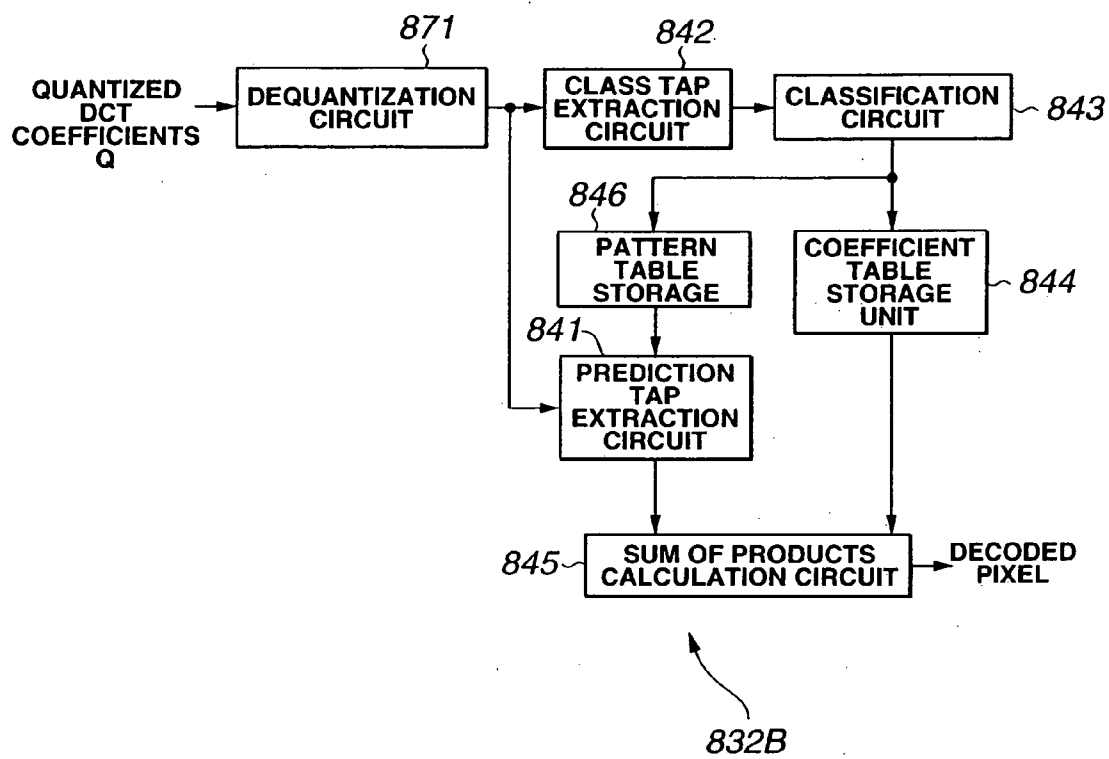 871
842
QUANTIZED
DCT
COEFFICIENTS
Q
DEQUANTIZATION
CIRCUIT
CLASS TAP
EXTRACTION
CIRCUIT
CLASSIFICATION
CIRCUIT
843
846
PATTERN
TABLE
STORAGE
COEFFICIENT
TABLE
STORAGE
UNIT
844
841
PREDICTION
TAP
EXTRACTION
CIRCUIT
845
SUM OF PRODUCTS
CALCULATION CIRCUIT
DECODED
PIXEL
832B